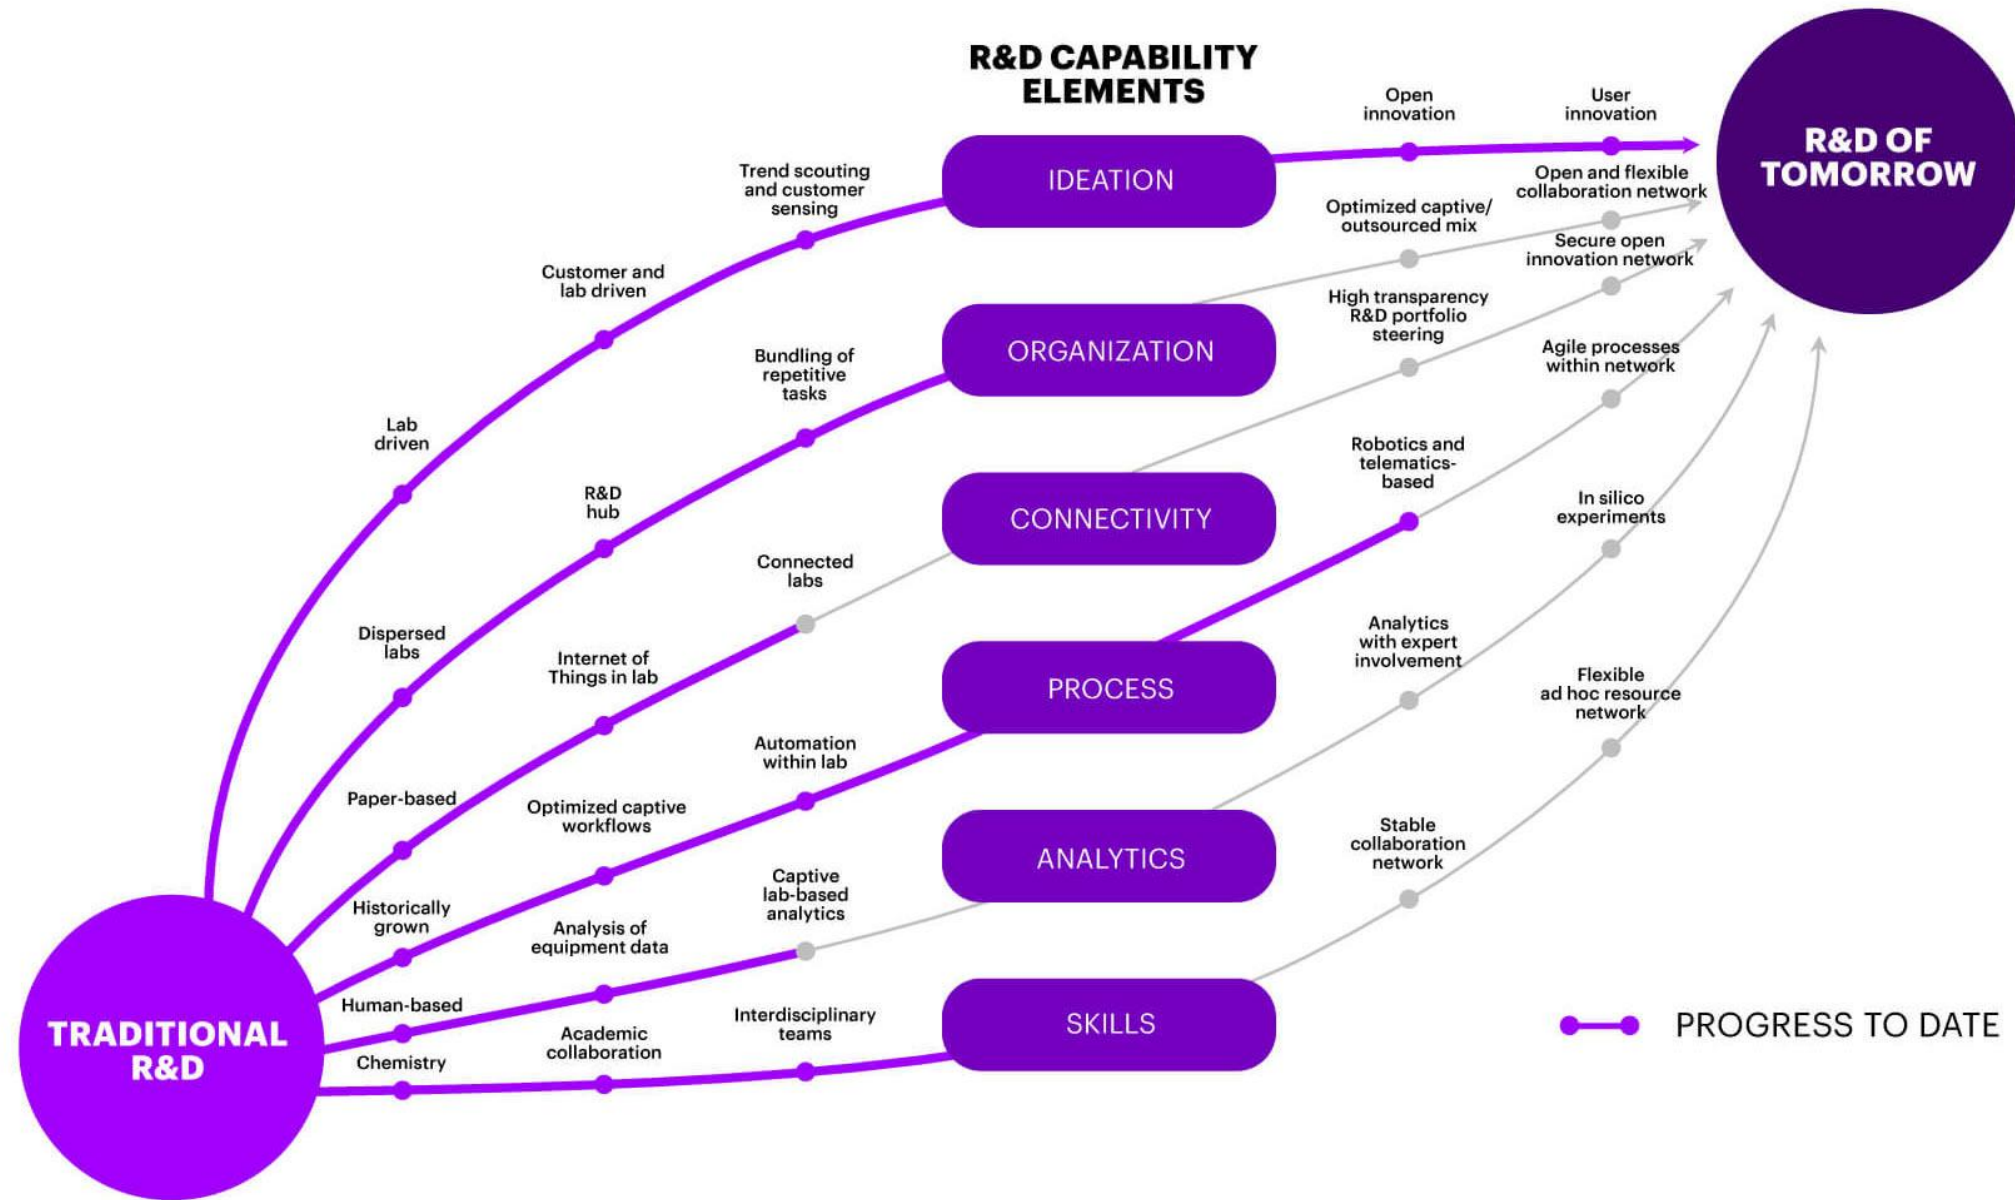 R&D CAPABILITY
ELEMENTS
Open
innovation
User
innovation
R&D OF
TOMORROW
Trend scouting
and customer
sensing
IDEATION
Open and flexible
collaboration network
Optimized captive/
outsourced mix
Secure open
innovation network
Customer and
lab driven
High transparency
R&D portfolio
steering
Bundling of
repetitive
tasks
ORGANIZATION
Agile processes
within network
Lab
driven
Robotics and
telematics-
based
R&D
hub
CONNECTIVITY
In silico
experiments
Connected
labs
Dispersed
labs
Internet of
Things in lab
Analytics
with expert
involvement
PROCESS
Flexible
ad hoc resource
network
Automation
within lab
Paper-based
Optimized captive
workflows
Stable
collaboration
network
ANALYTICS
Captive
lab-based
analytics
Historically
grown
Analysis of
equipment data
Human-based
Interdisciplinary
teams
SKILLS
PROGRESS TO DATE
TRADITIONAL
R&D
Academic
collaboration
Chemistry